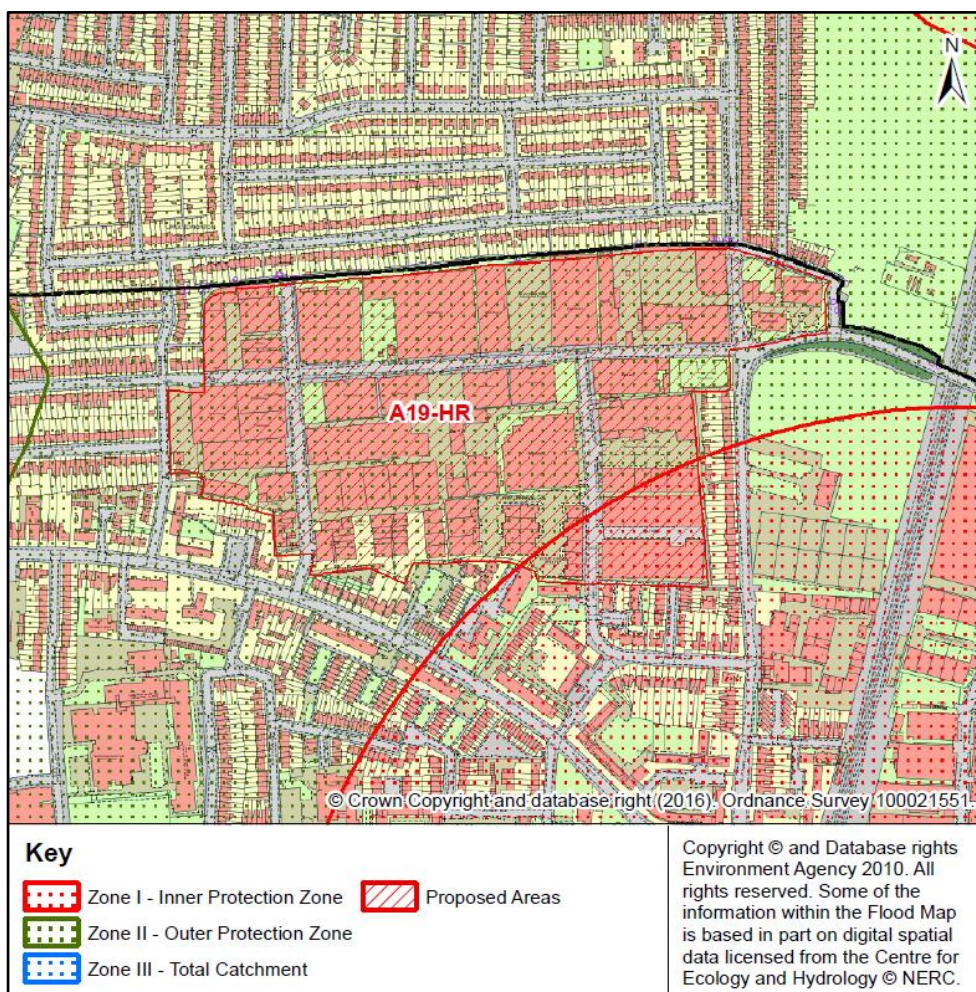 N
A19-HR
© Crown Copyright and database right (2016). Ordnance Survey 100021551.
Key
Zone I - Inner Protection Zone
Proposed Areas
Zone II - Outer Protection Zone
Zone III - Total Catchment
Copyright © and Database rights
Environment Agency 2010. All
rights reserved. Some of the
information within the Flood Map
is based in part on digital spatial
data licensed from the Centre for
Ecology and Hydrology © NERC.